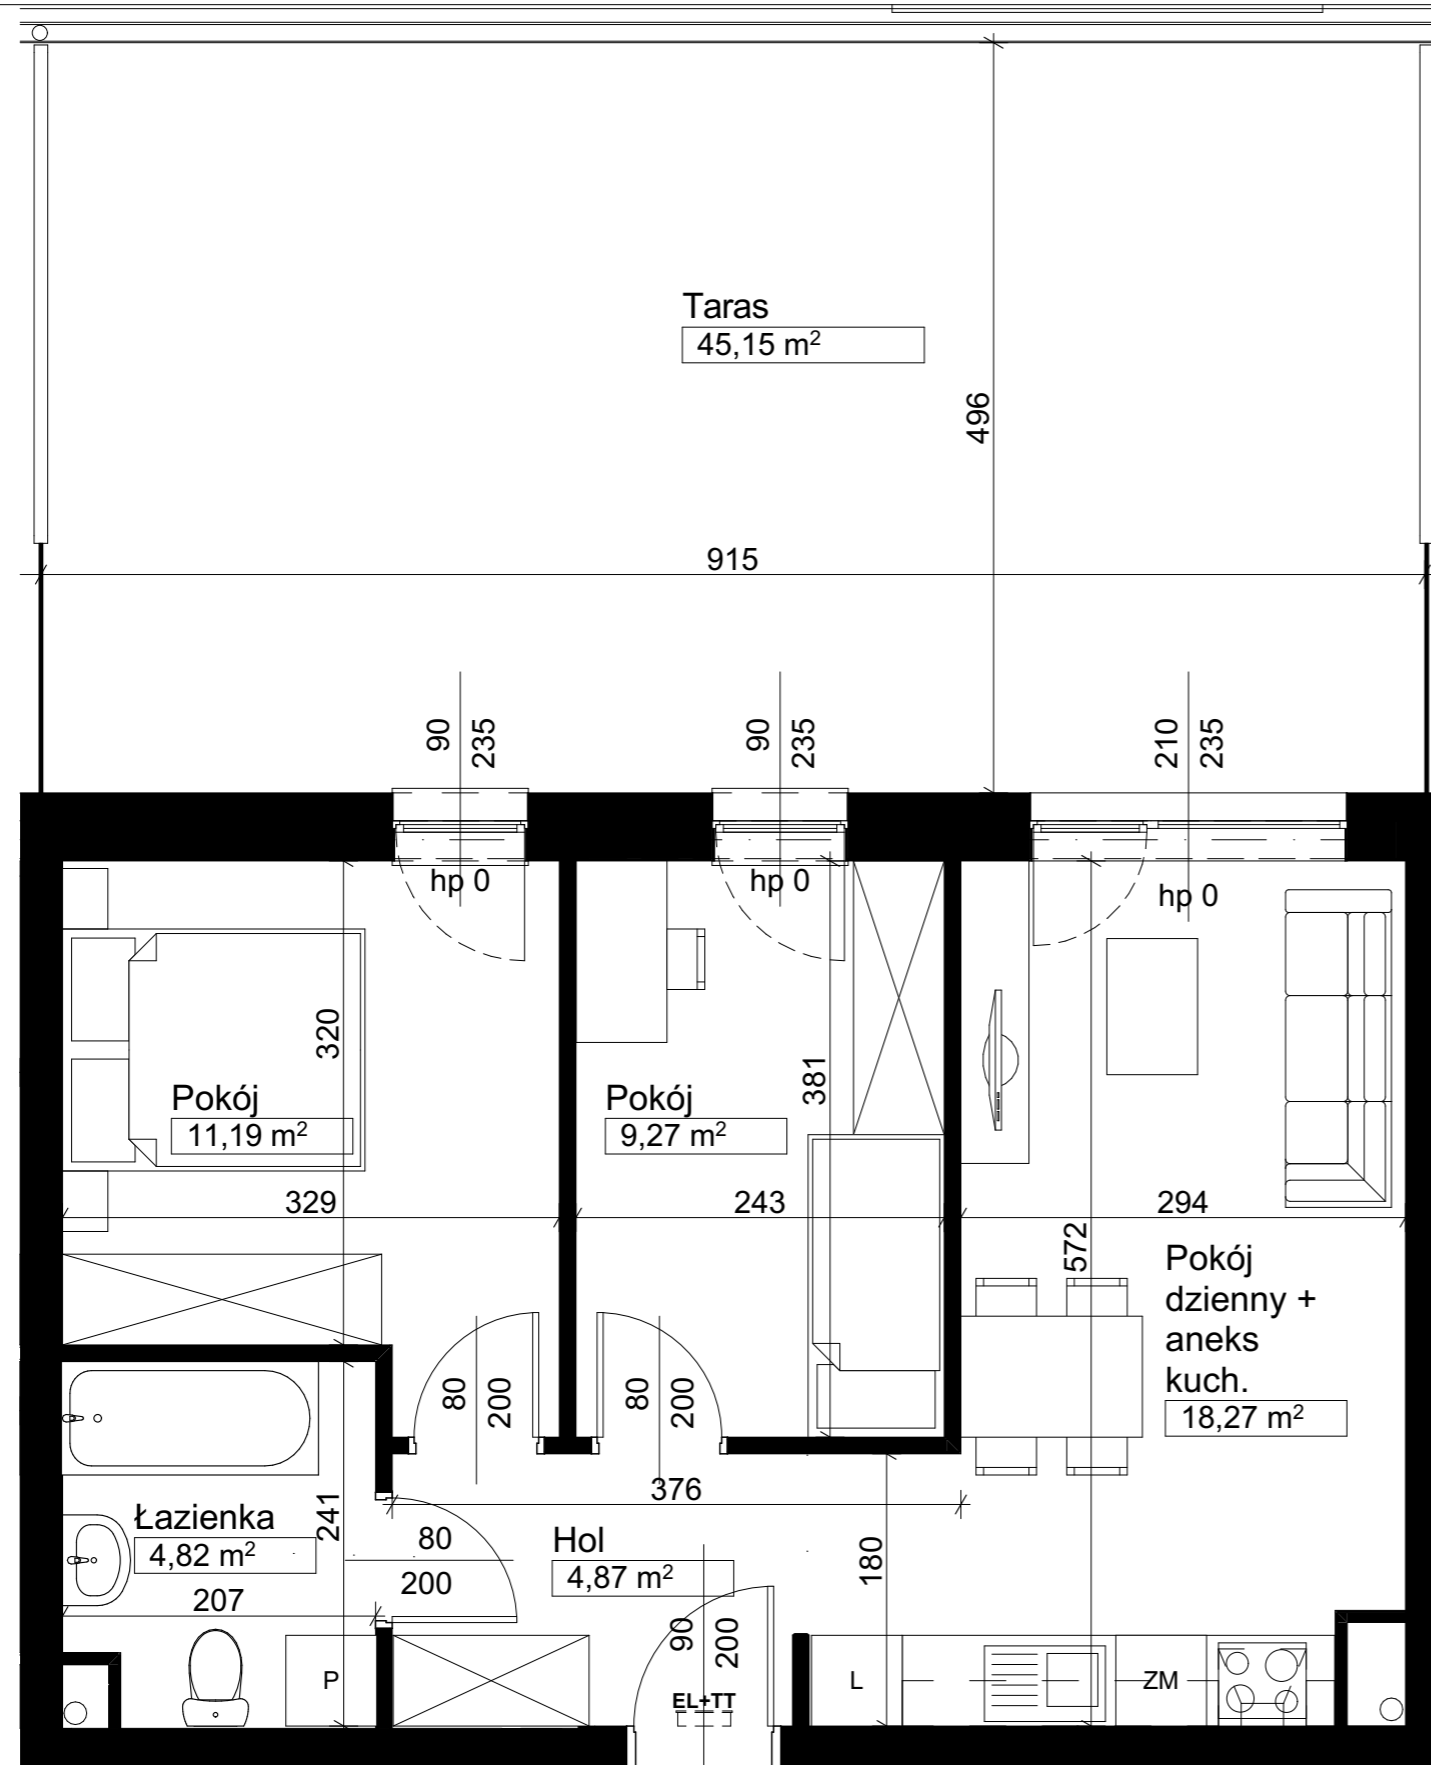 Taras
45,15 m²
496
915
90
235
90
235
210
235
hp 0
hp 0
hp 0
320
381
Pokój
11,19 m²
Pokój
9,27 m²
329
243
294
572
Pokój
dzienny +
aneks
kuch.
18,27 m²
80
200
80
200
376
241
Łazienka
4,82 m²
80
200
Hol
4,87 m²
180
207
90
200
P
EL+TT
L
ZM